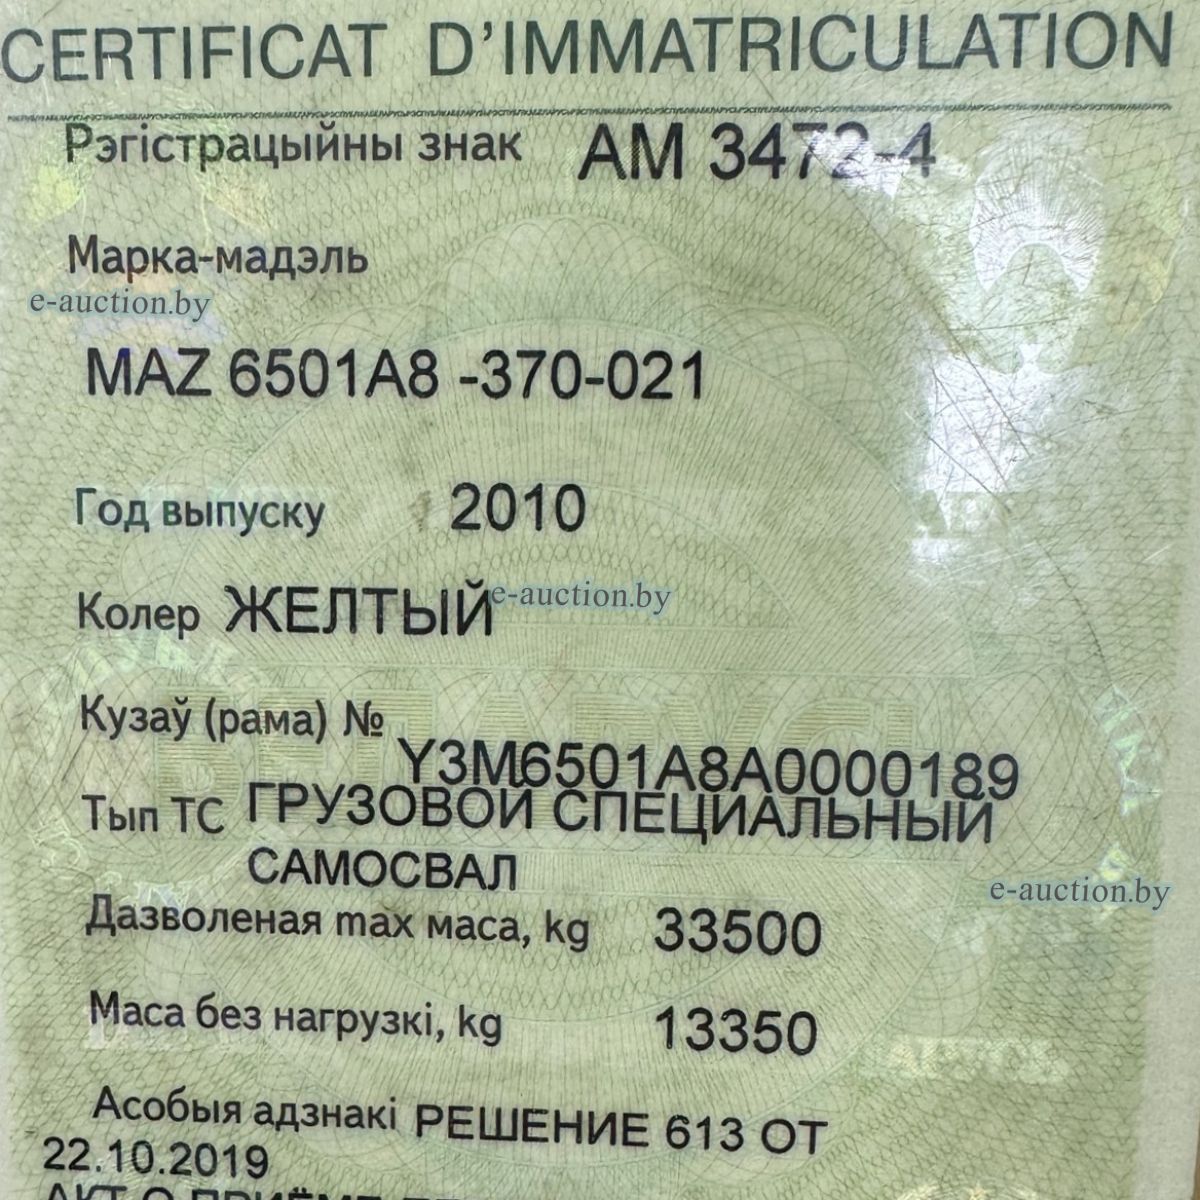 CERTIFICAT D'IMMATRICULATION
Рэгістрацыйны знак AM 3472-4
Марка-мадэль
e-auction.by
MAZ 6501A8 -370-021
Год выпуску 2010
Колер ЖЕЛТЫЙ
e-auction.by
Кузаў (рама) №
Y3M6501A8A0000189
Тып ТС ГРУЗОВОЙ СПЕЦИАЛЬНЫЙ
САМОСВАЛ
e-auction.by
Дазволеная max маса, kg 33500
Маса без нагрузкі, kg 13350
Асобыя адзнакі РЕШЕНИЕ 613 ОТ
22.10.2019
АКТ О ПРИЁМЕ